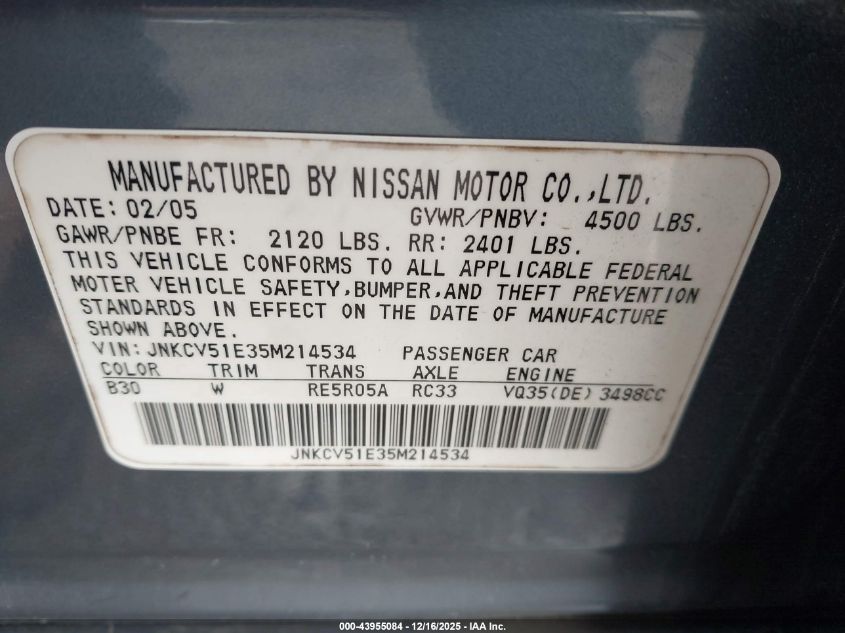 MANUFACTURED BY NISSAN MOTOR CO.,LTD.
DATE: 02/05 GVWR/PNBV: 4500 LBS.
GAWR/PNBE FR: 2120 LBS. RR: 2401 LBS.
THIS VEHICLE CONFORMS TO ALL APPLICABLE FEDERAL
MOTER VEHICLE SAFETY,BUMPER,AND THEFT PREVENTION
STANDARDS IN EFFECT ON THE DATE OF MANUFACTURE
SHOWN ABOVE.
VIN: JNKCV51E35M214534 PASSENGER CAR
COLOR TRIM TRANS AXLE ENGINE
B30 W RE5R05A RC33 VQ35(DE) 3498CC
JNKCV51E35M214534
000-43955084 - 12/16/2025 - IAA Inc.